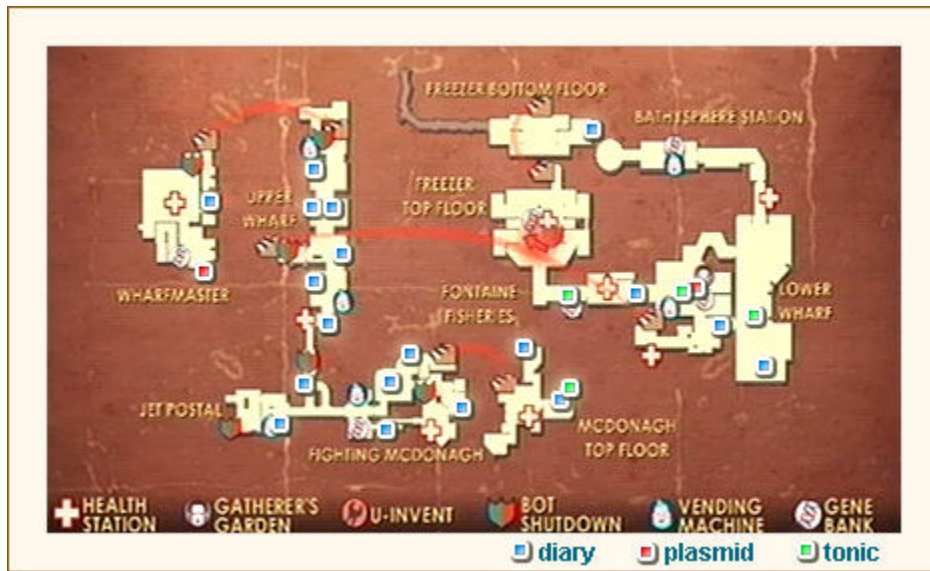 FREEZER BOTTOM FLOOR
BATHYSPHERE STATION
UPPER
WHARF
FREEZER
TOP FLOOR
WHARFMASTER
FONTAINE
FISHERIES
LOWER
WHARF
JET POSTAL
FIGHTING MCDONAGH
MCDONAGH
TOP FLOOR
HEALTH
STATION
GATHERER'S
GARDEN
U-INVENT
BOT
SHUTDOWN
VENDING
MACHINE
GENE
BANK
diary
plasmid
tonic